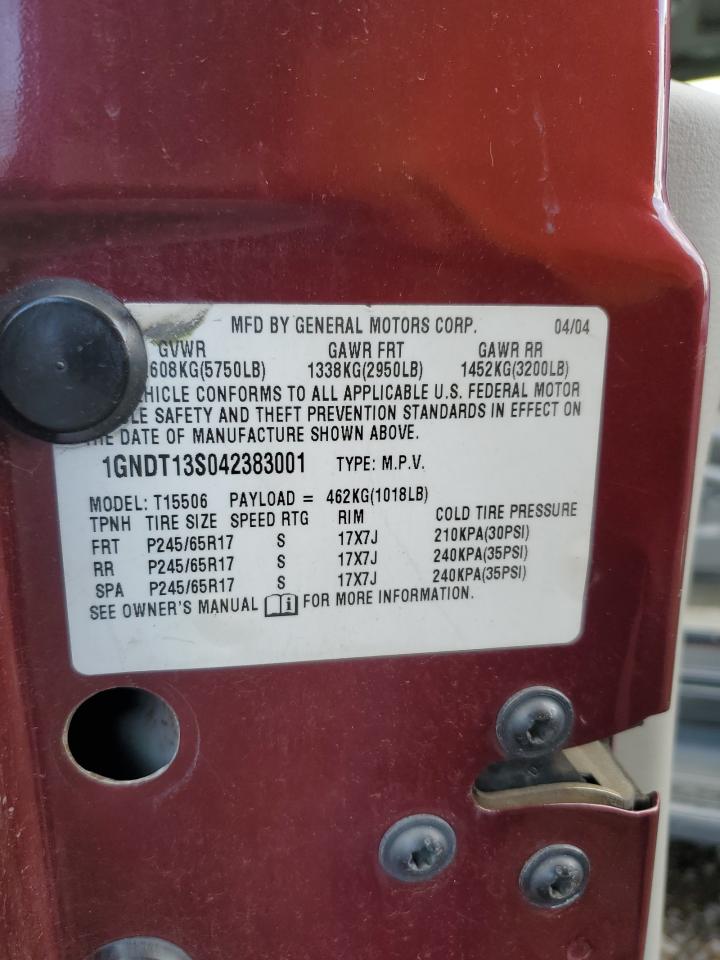 MFD BY GENERAL MOTORS CORP. 04/04
GVWR GAWR FRT GAWR RR
608KG(5750LB) 1338KG(2950LB) 1452KG(3200LB)
HICLE CONFORMS TO ALL APPLICABLE U.S. FEDERAL MOTOR
LE SAFETY AND THEFT PREVENTION STANDARDS IN EFFECT ON
THE DATE OF MANUFACTURE SHOWN ABOVE.
1GNDT13S042383001 TYPE: M.P.V.
MODEL: T15506 PAYLOAD = 462KG(1018LB)
TPNH TIRE SIZE SPEED RTG RIM COLD TIRE PRESSURE
FRT P245/65R17 S 17X7J 210KPA(30PSI)
RR P245/65R17 S 17X7J 240KPA(35PSI)
SPA P245/65R17 S 17X7J 240KPA(35PSI)
SEE OWNER'S MANUAL FOR MORE INFORMATION.